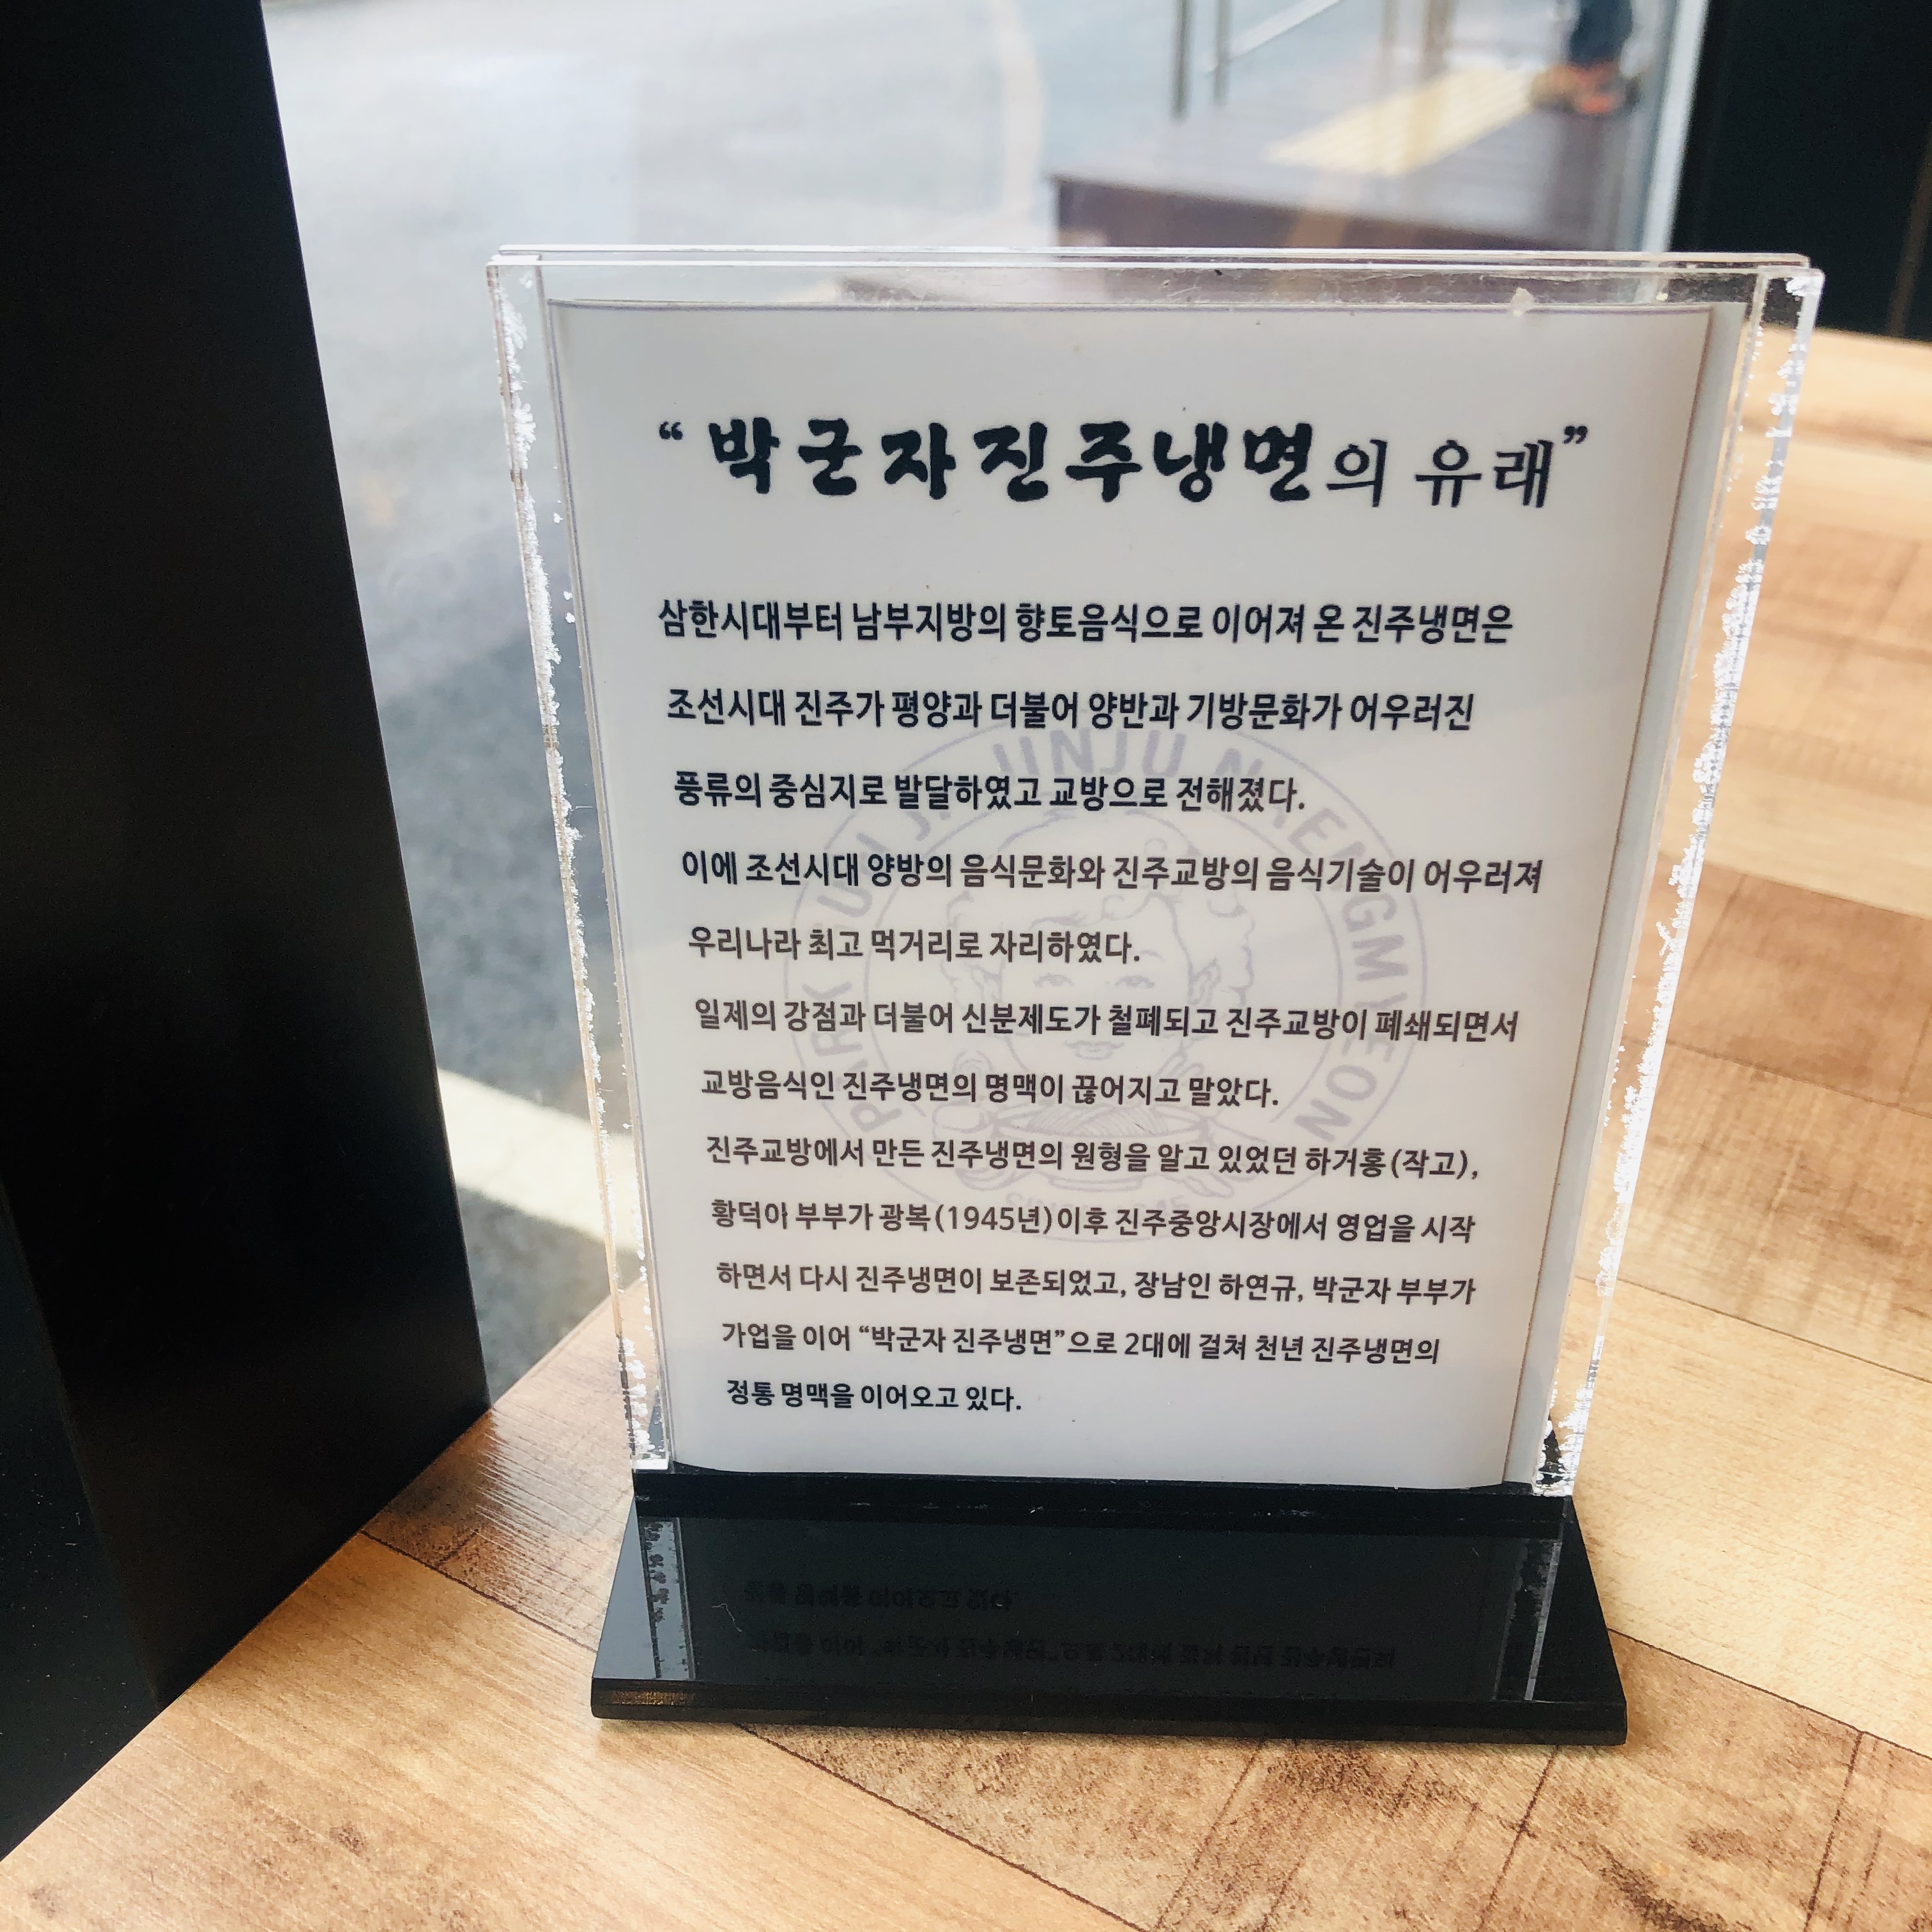 “박군자진주냉면의 유래”
삼한시대부터 남부지방의 향토음식으로 이어져 온 진주냉면은
조선시대 진주가 평양과 더불어 양반과 기방문화가 어우러진
풍류의 중심지로 발달하였고 교방으로 전해졌다.
이에 조선시대 양방의 음식문화와 진주교방의 음식기술이 어우러져
우리나라 최고 먹거리로 자리하였다.
일제의 강점과 더불어 신분제도가 철폐되고 진주교방이 폐쇄되면서
교방음식인 진주냉면의 명맥이 끊어지고 말았다.
진주교방에서 만든 진주냉면의 원형을 알고 있었던 하거홍(작고),
황덕이 부부가 광복(1945년)이후 진주중앙시장에서 영업을 시작
하면서 다시 진주냉면이 보존되었고, 장남인 하연규, 박군자 부부가
가업을 이어 “박군자 진주냉면”으로 2대에 걸쳐 천년 진주냉면의
정통 명맥을 이어오고 있다.
JINJU NAENGMYEON